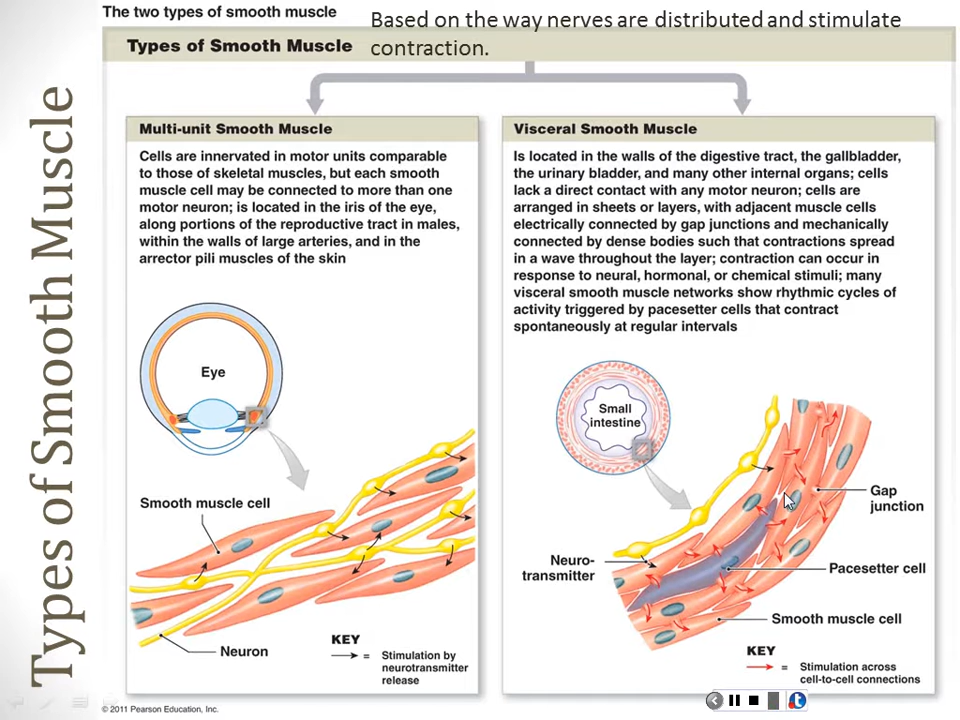 The two types of smooth muscle
Based on the way nerves are distributed and stimulate
contraction.
Types of Smooth Muscle
Types of Smooth Muscle
Multi-unit Smooth Muscle
Cells are innervated in motor units comparable
to those of skeletal muscles, but each smooth
muscle cell may be connected to more than one
motor neuron; is located in the iris of the eye,
along portions of the reproductive tract in males,
within the walls of large arteries, and in the
arrector pili muscles of the skin
Eye
Smooth muscle cell
Neuron
KEY
= Stimulation by
neurotransmitter
release
Visceral Smooth Muscle
Is located in the walls of the digestive tract, the gallbladder,
the urinary bladder, and many other internal organs; cells
lack a direct contact with any motor neuron; cells are
arranged in sheets or layers, with adjacent muscle cells
electrically connected by gap junctions and mechanically
connected by dense bodies such that contractions spread
in a wave throughout the layer; contraction can occur in
response to neural, hormonal, or chemical stimuli; many
visceral smooth muscle networks show rhythmic cycles of
activity triggered by pacesetter cells that contract
spontaneously at regular intervals
Small
intestine
Gap
junction
Neuro-
transmitter
Pacesetter cell
Smooth muscle cell
KEY
= Stimulation across
cell-to-cell connections
© 2011 Pearson Education, Inc.